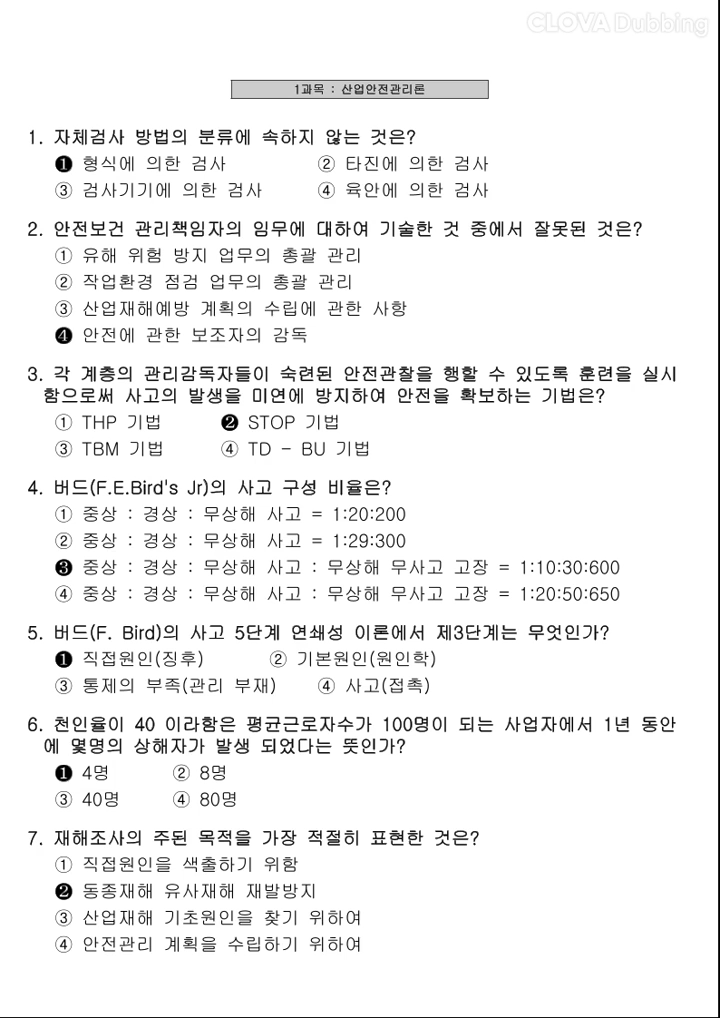 CLOVA Dubbing
1과목 : 산업안전관리론
1. 자체검사 방법의 분류에 속하지 않는 것은?
❶ 형식에 의한 검사 ② 타진에 의한 검사
③ 검사기기에 의한 검사 ④ 육안에 의한 검사
2. 안전보건 관리책임자의 임무에 대하여 기술한 것 중에서 잘못된 것은?
① 유해 위험 방지 업무의 총괄 관리
② 작업환경 점검 업무의 총괄 관리
③ 산업재해예방 계획의 수립에 관한 사항
❹ 안전에 관한 보조자의 감독
3. 각 계층의 관리감독자들이 숙련된 안전관찰을 행할 수 있도록 훈련을 실시
함으로써 사고의 발생을 미연에 방지하여 안전을 확보하는 기법은?
① THP 기법 ❷ STOP 기법
③ TBM 기법 ④ TD - BU 기법
4. 버드(F.E.Bird's Jr)의 사고 구성 비율은?
① 중상 : 경상 : 무상해 사고 = 1:20:200
② 중상 : 경상 : 무상해 사고 = 1:29:300
❸ 중상 : 경상 : 무상해 사고 : 무상해 무사고 고장 = 1:10:30:600
④ 중상 : 경상 : 무상해 사고 : 무상해 무사고 고장 = 1:20:50:650
5. 버드(F. Bird)의 사고 5단계 연쇄성 이론에서 제3단계는 무엇인가?
❶ 직접원인(징후) ② 기본원인(원인학)
③ 통제의 부족(관리 부재) ④ 사고(접촉)
6. 천인율이 40 이라함은 평균근로자수가 100명이 되는 사업자에서 1년 동안
에 몇명의 상해자가 발생 되었다는 뜻인가?
❶ 4명 ② 8명
③ 40명 ④ 80명
7. 재해조사의 주된 목적을 가장 적절히 표현한 것은?
① 직접원인을 색출하기 위함
❷ 동종재해 유사재해 재발방지
③ 산업재해 기초원인을 찾기 위하여
④ 안전관리 계획을 수립하기 위하여